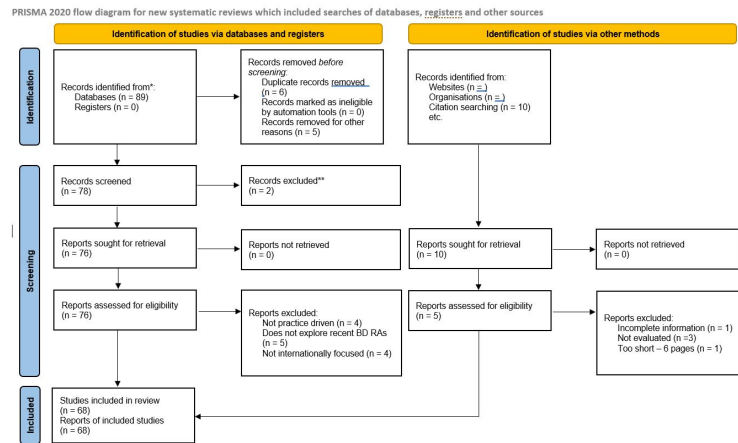 PRISMA 2020 flow diagram for new systematic reviews which included searches of databases, registers and other sources
Identification of studies via databases and registers
Identification of studies via other methods
Identification
Records identified from*:
Databases (n = 89)
Registers (n = 0)
Records removed before
screening:
Duplicate records removed
(n = 6)
Records marked as ineligible
by automation tools (n = 0)
Records removed for other
reasons (n = 5)
Records identified from:
Websites (n = )
Organisations (n = )
Citation searching (n = 10)
etc.
Screening
Records screened
(n = 78)
Records excluded**
(n = 2)
Reports sought for retrieval
(n = 76)
Reports not retrieved
(n = 0)
Reports sought for retrieval
(n = 10)
Reports not retrieved
(n = 0)
Reports assessed for eligibility
(n = 76)
Reports excluded:
Not practice driven (n = 4)
Does not explore recent BD RAs
(n = 5)
Not internationally focused (n = 4)
Reports assessed for eligibility
(n = 5)
Reports excluded:
Incomplete information (n = 1)
Not evaluated (n =3)
Too short – 6 pages (n = 1)
Included
Studies included in review
(n = 68)
Reports of included studies
(n = 68)